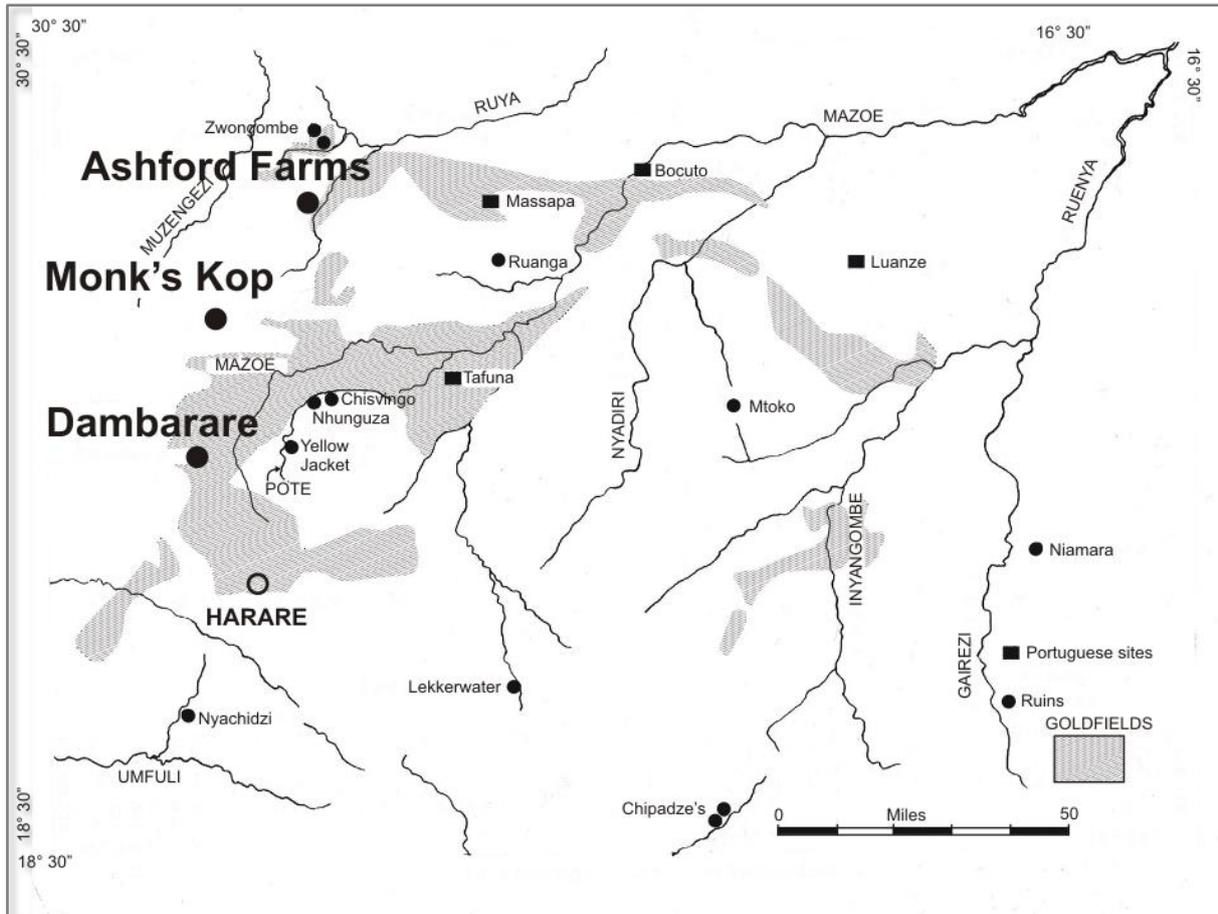 30° 30”
16° 30”
30° 30”
16° 30”
RUYA
MAZOE
Zwongombe
Ashford Farms
Bocuto
MUZENGEZI
Massapa
RUENYA
Monk’s Kop
Ruanga
Luanze
MAZOE
Tafuna
Dambarare
Chisvingo
Nhunguza
Mtoko
NYADIRI
Yellow
Jacket
POTE
INYANGOMBE
Niamara
HARARE
GAIREZI
Portuguese sites
Lekkerwater
Ruins
Nyachidzi
GOLDFIELDS
UMFULI
Chipadze’s
0 Miles 50
18° 30”
18° 30”